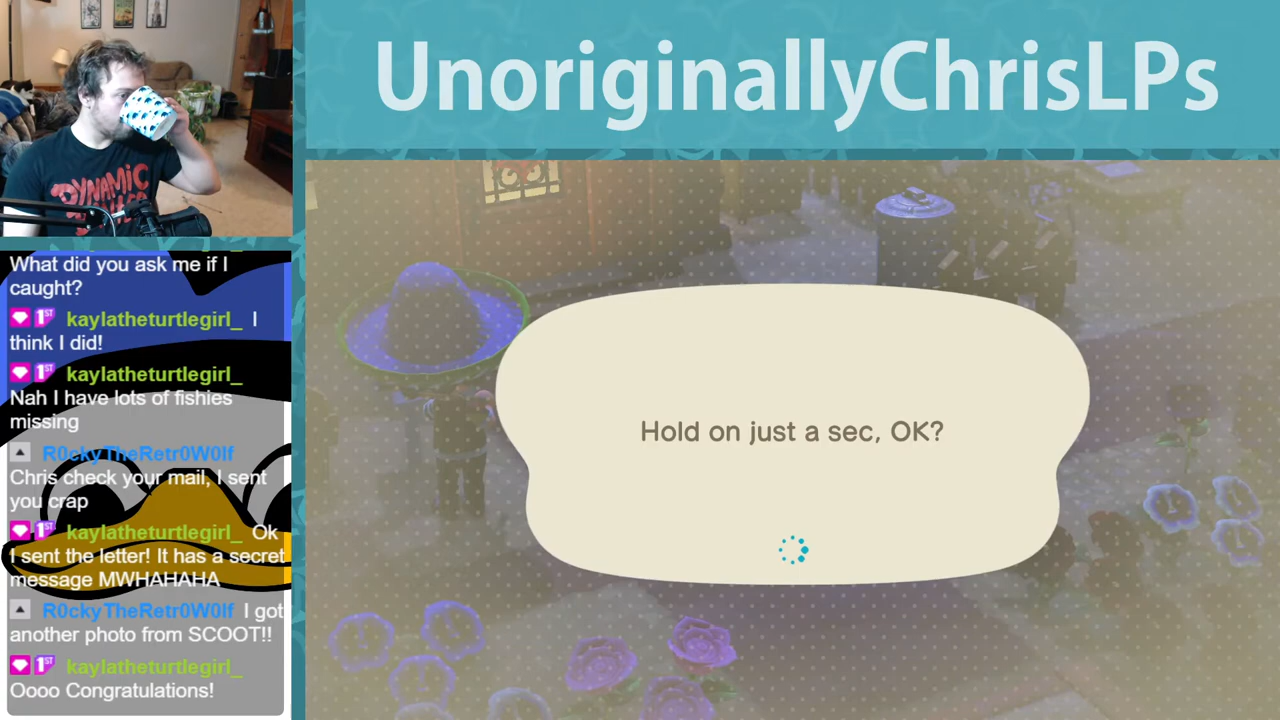 UnoriginallyChrisLPs
What did you ask me if I
caught?
kaylatheturtlegirl_ I
think I did!
kaylatheturtlegirl_
Nah I have lots of fishies
missing
R0ckyTheRetr0W0lf
Chris check your mail, I sent
you crap
kaylatheturtlegirl_ Ok
I sent the letter! It has a secret
message MWHAHAHA
R0ckyTheRetr0W0lf I got
another photo from SCOOT!!
kaylatheturtlegirl_
Oooo Congratulations!
Hold on just a sec, OK?
DYNAMIC